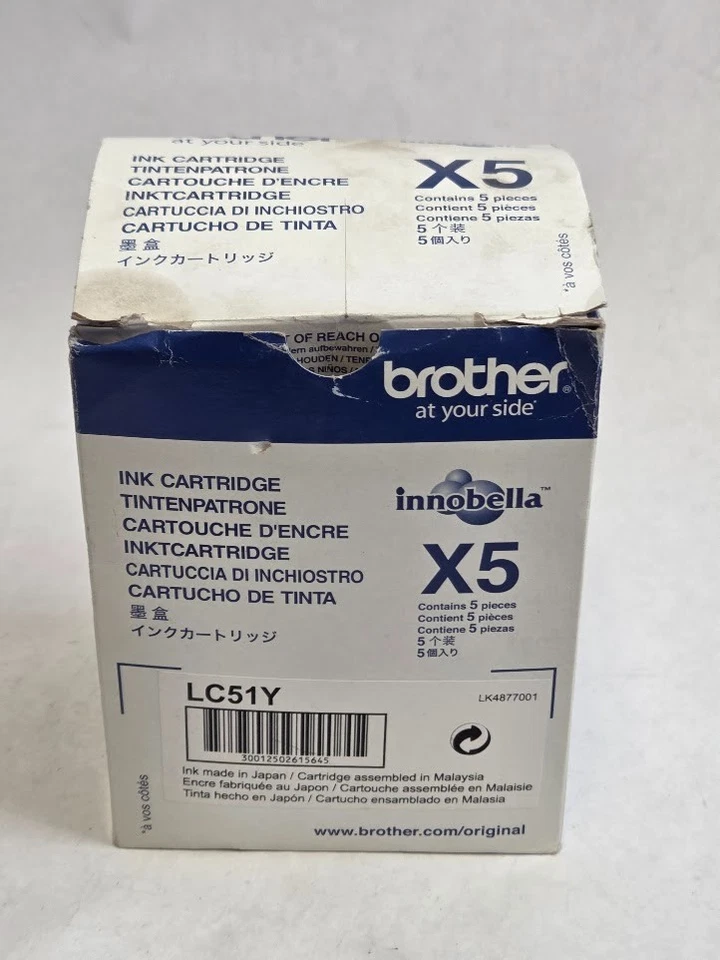 at your side
INK CARTRIDGE
TINTENPATRONE
CARTOUCHE D'ENCRE
INKTCARTRIDGE
CARTUCCIA DI INCHIOSTRO
CARTUCHO DE TINTA
墨盒
インクカートリッジ
X5
Contains 5 pieces
Contient 5 pièces
Contiene 5 piezas
5个装
5個入り
*à vos côtés
OF REACH O
ern aufbewahren /
HOUDEN / TEN
NIÑOS /
brother®
at your side*
INK CARTRIDGE
TINTENPATRONE
CARTOUCHE D'ENCRE
INKTCARTRIDGE
CARTUCCIA DI INCHIOSTRO
CARTUCHO DE TINTA
墨盒
インクカートリッジ
innobella™
X5
Contains 5 pieces
Contient 5 pièces
Contiene 5 piezas
5个装
5個入り
LC51Y
LK4877001
30012502615645
Ink made in Japan / Cartridge assembled in Malaysia
Encre fabriquée au Japon / Cartouche assemblée en Malaisie
Tinta hecho en Japón / Cartucho ensamblado en Malasia
*à vos côtés
www.brother.com/original